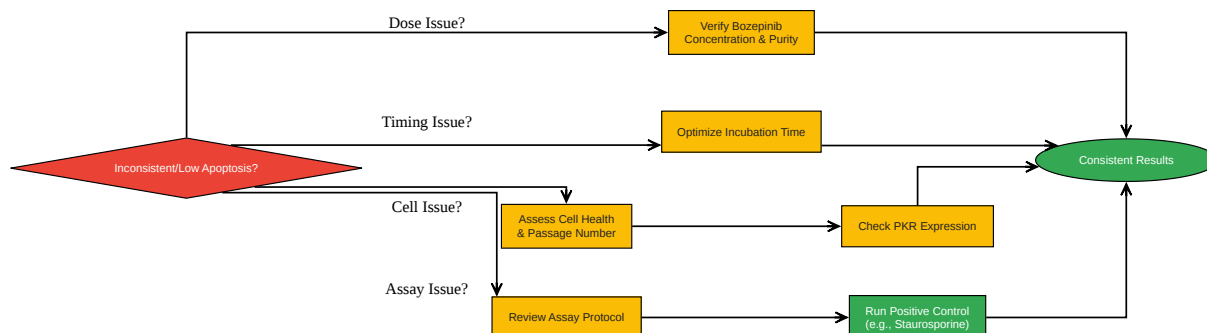 Dose Issue?
Verify Bozepinib
Concentration & Purity
Timing Issue?
Optimize Incubation Time
Inconsistent/Low Apoptosis?
Consistent Results
Cell Issue?
Assess Cell Health
& Passage Number
Check PKR Expression
Assay Issue?
Review Assay Protocol
Run Positive Control
(e.g., Staurosporine)